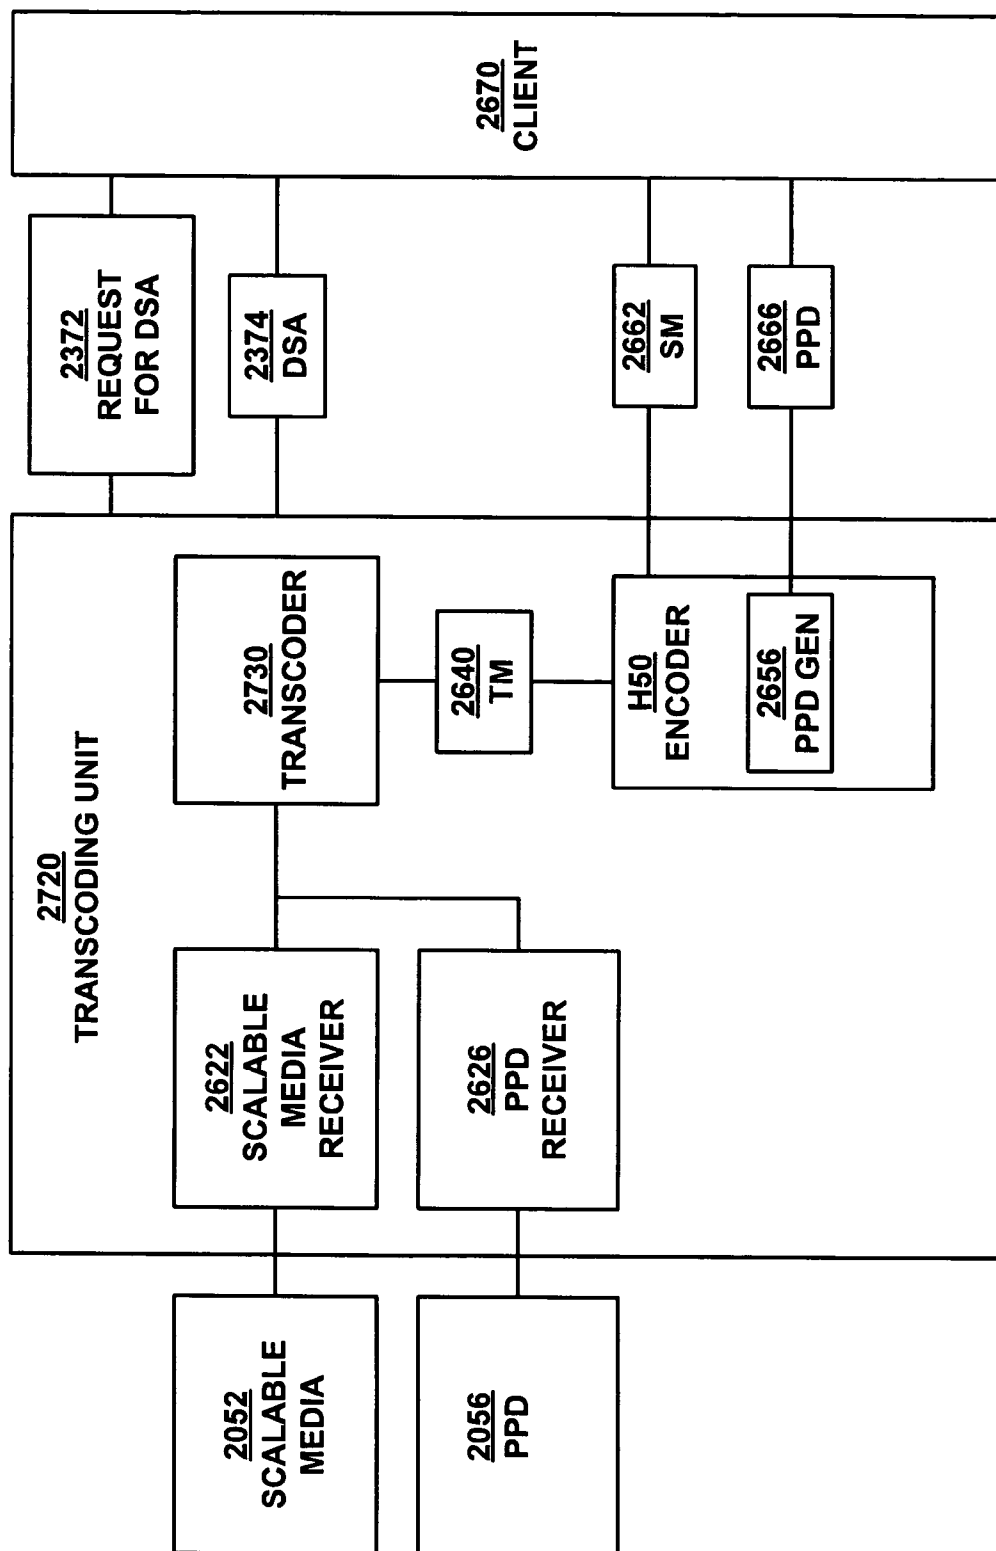 2720
TRANSCODING UNIT
2052
SCALABLE
MEDIA
2056
PPD
2622
SCALABLE
MEDIA
RECEIVER
2626
PPD
RECEIVER
2730
TRANSCODER
2640
TM
H50
ENCODER
2656
PPD GEN
2372
REQUEST
FOR DSA
2374
DSA
2662
SM
2666
PPD
2670
CLIENT